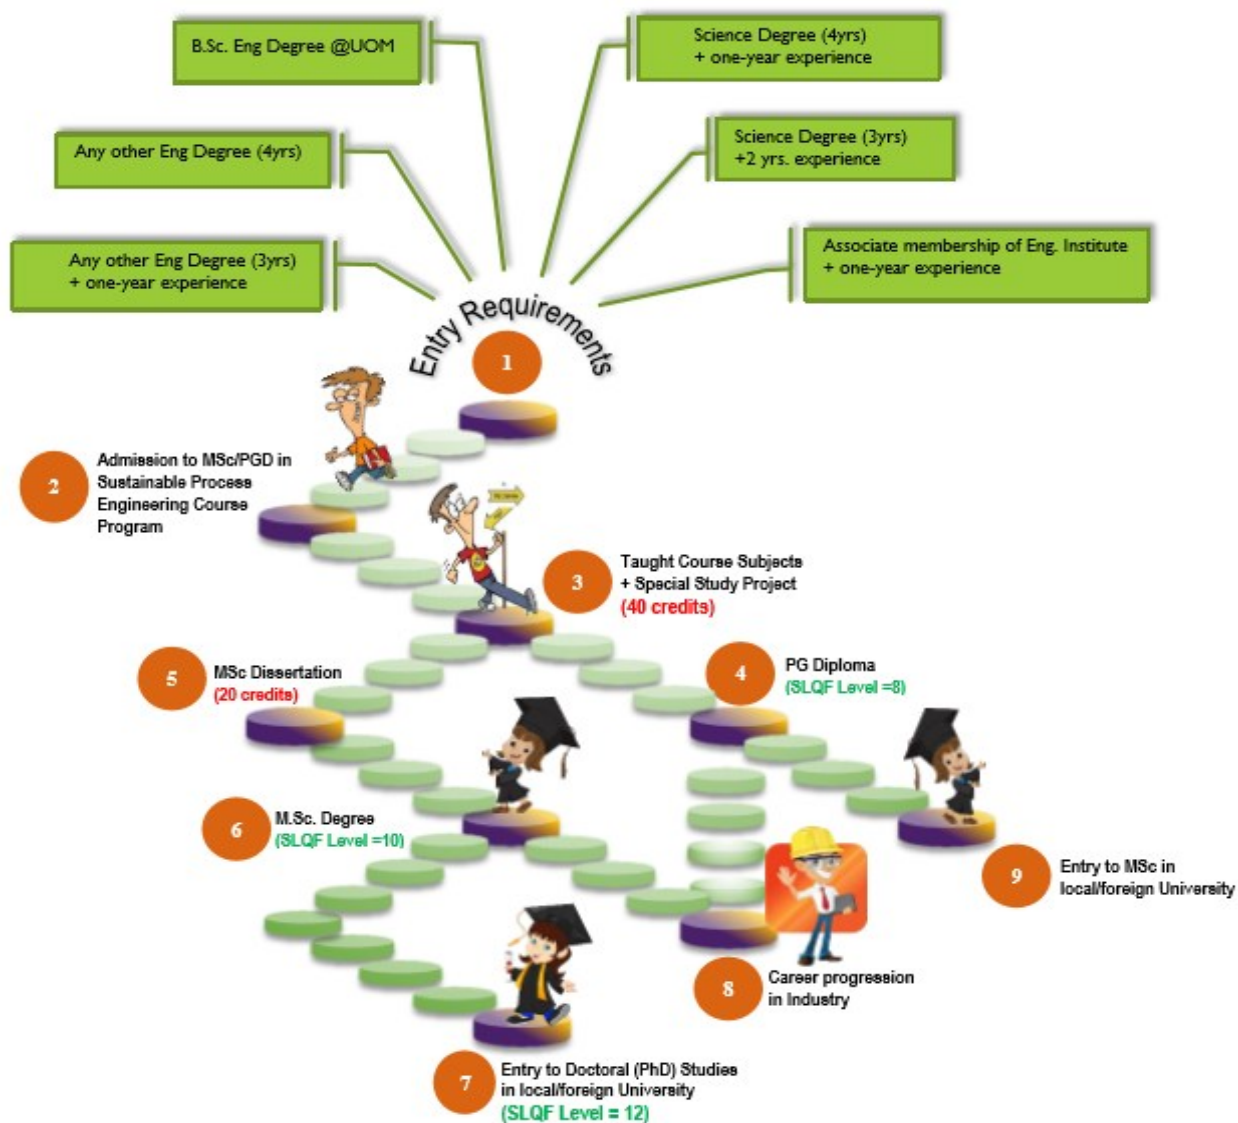 B.Sc. Eng Degree @UOM
Science Degree (4yrs)
+ one-year experience
Any other Eng Degree (4yrs)
Science Degree (3yrs)
+2 yrs. experience
Any other Eng Degree (3yrs)
+ one-year experience
Associate membership of Eng. Institute
+ one-year experience
Entry Requirements
1
2
Admission to MSc/PGD in
Sustainable Process
Engineering Course
Program
3
Taught Course Subjects
+ Special Study Project
(40 credits)
4
PG Diploma
(SLQF Level =8)
5
MSc Dissertation
(20 credits)
6
M.Sc. Degree
(SLQF Level =10)
9
Entry to MSc in
local/foreign University
8
Career progression
in Industry
7
Entry to Doctoral (PhD) Studies
in local/foreign University
(SLQF Level = 12)